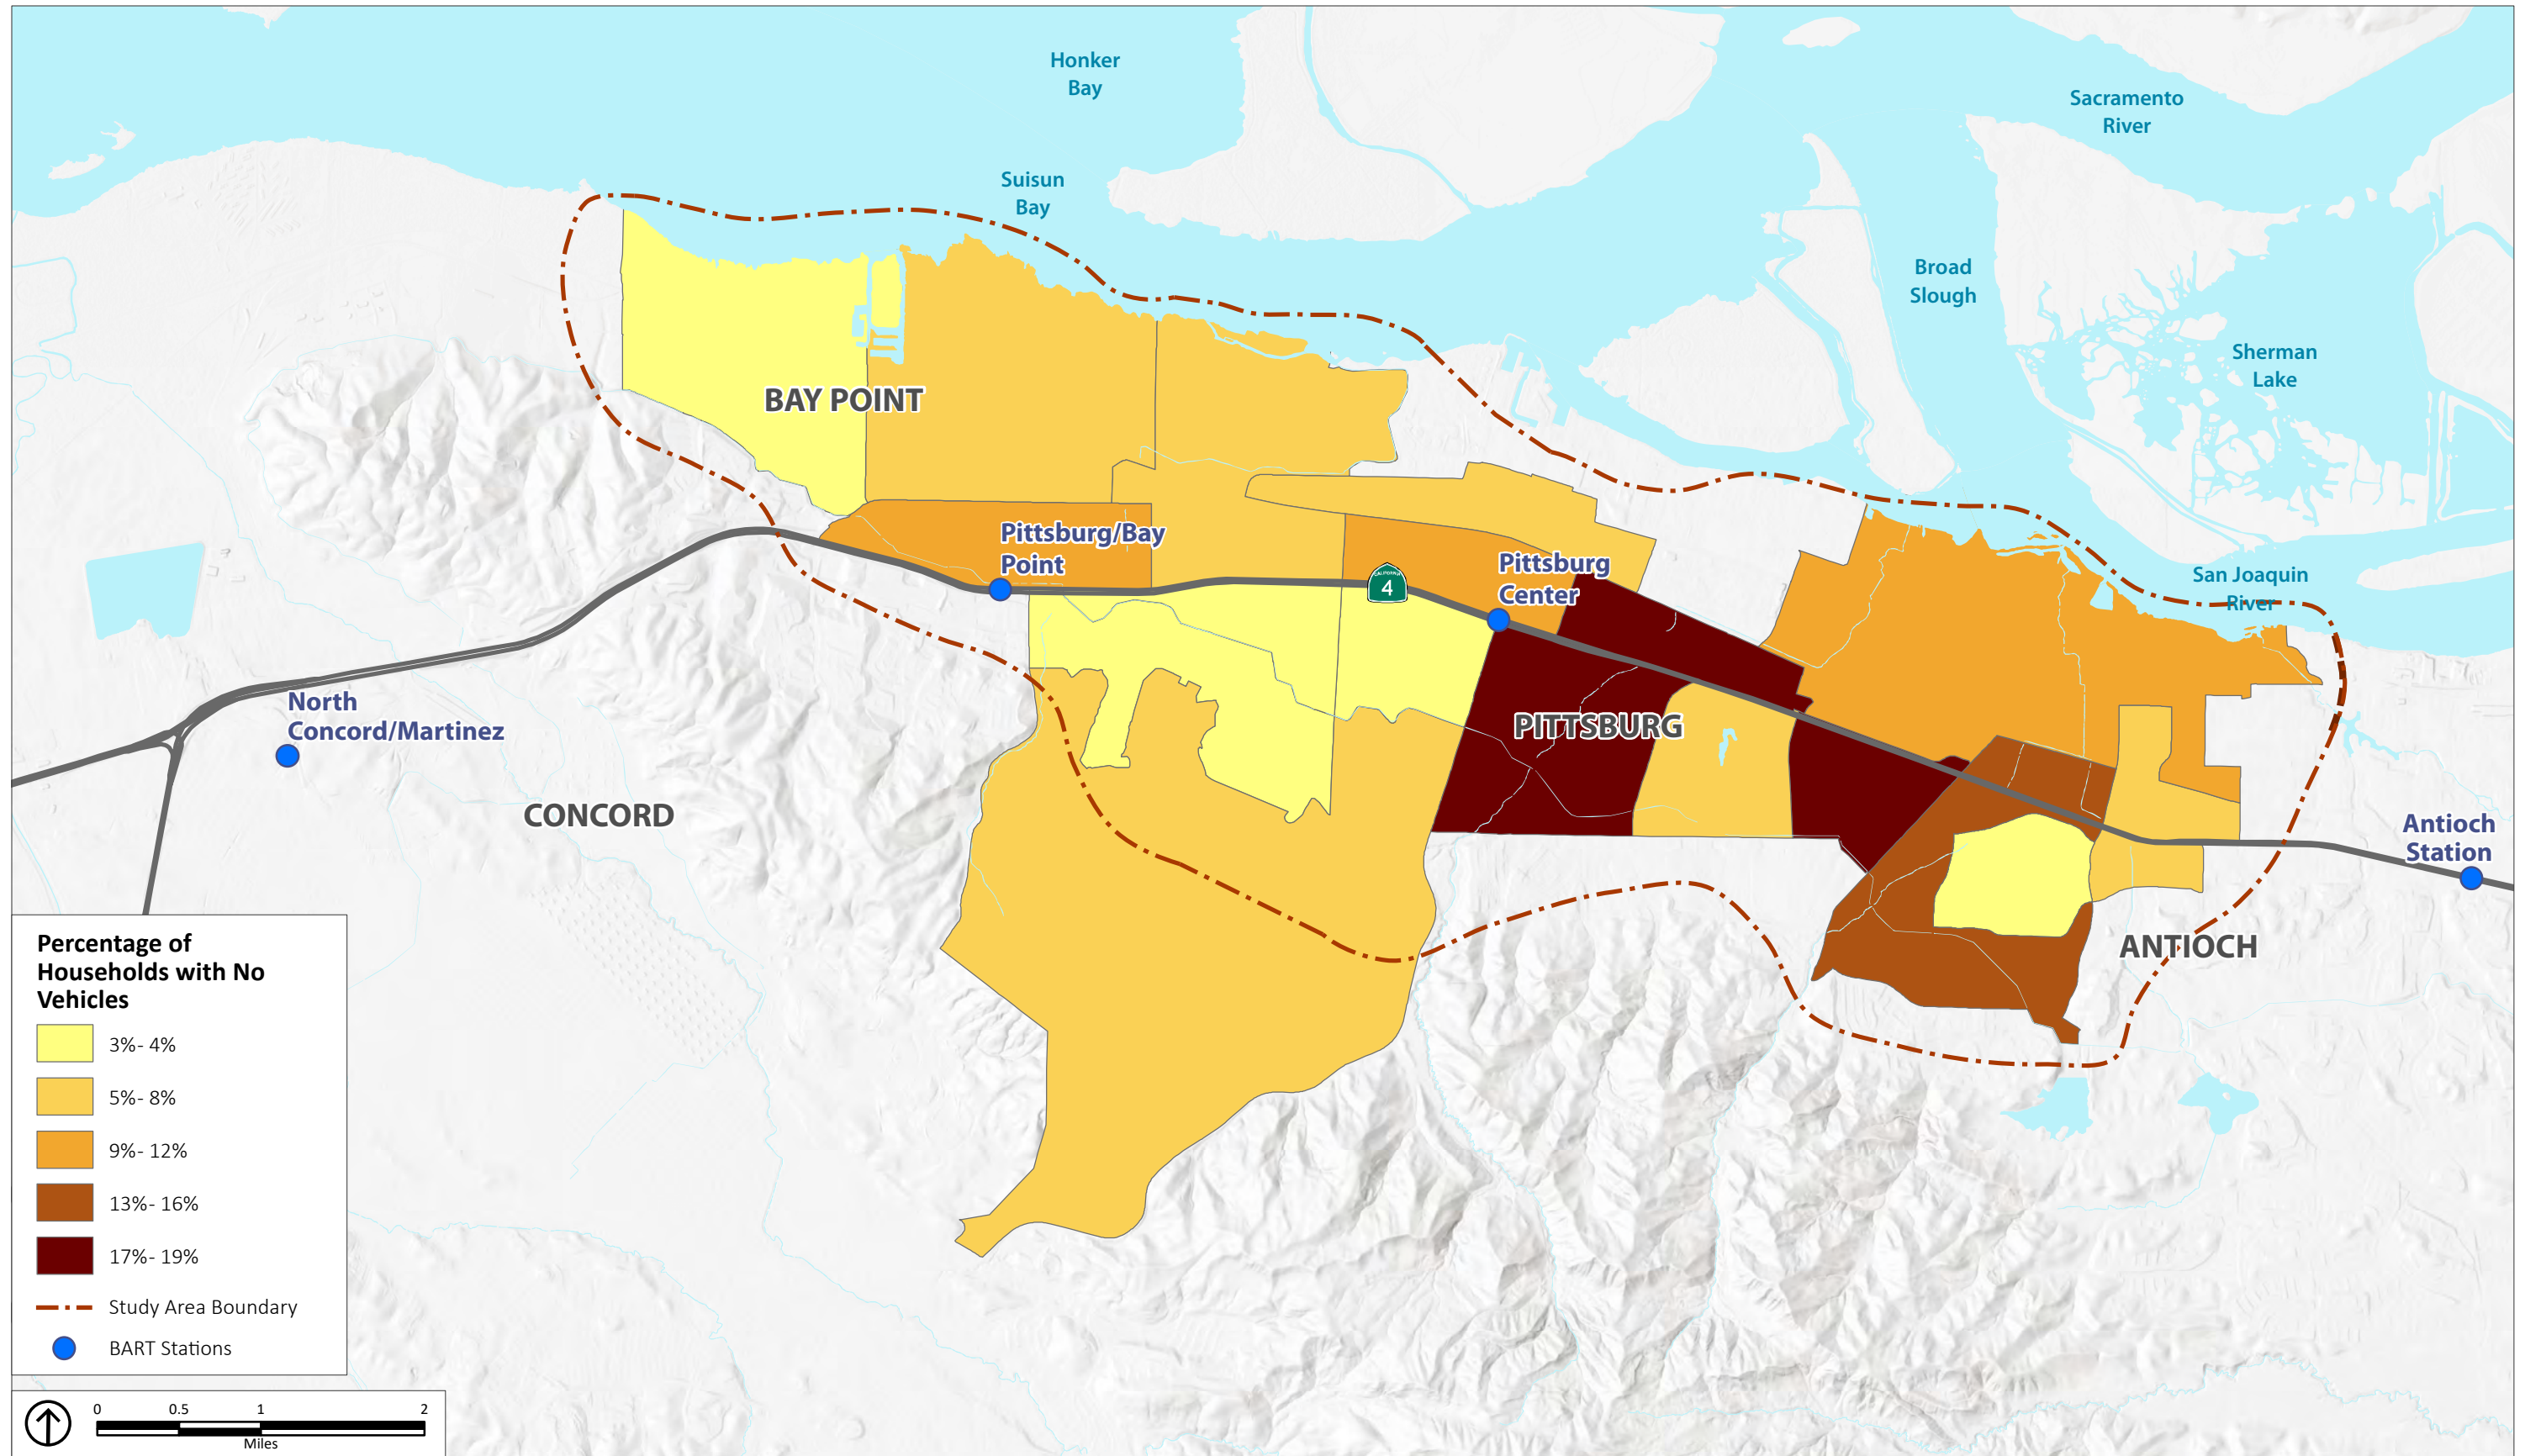 Honker
Bay
Suisun
Bay
Sacramento
River
Broad
Slough
Sherman
Lake
San Joaquin
River
BAY POINT
Pittsburg/Bay
Point
CALIFORNIA
4
Pittsburg
Center
North
Concord/Martinez
PITTSBURG
CONCORD
Antioch
Station
ANTIOCH
Percentage of
Households with No
Vehicles
3%- 4%
5%- 8%
9%- 12%
13%- 16%
17%- 19%
Study Area Boundary
BART Stations
0 0.5 1 2
Miles